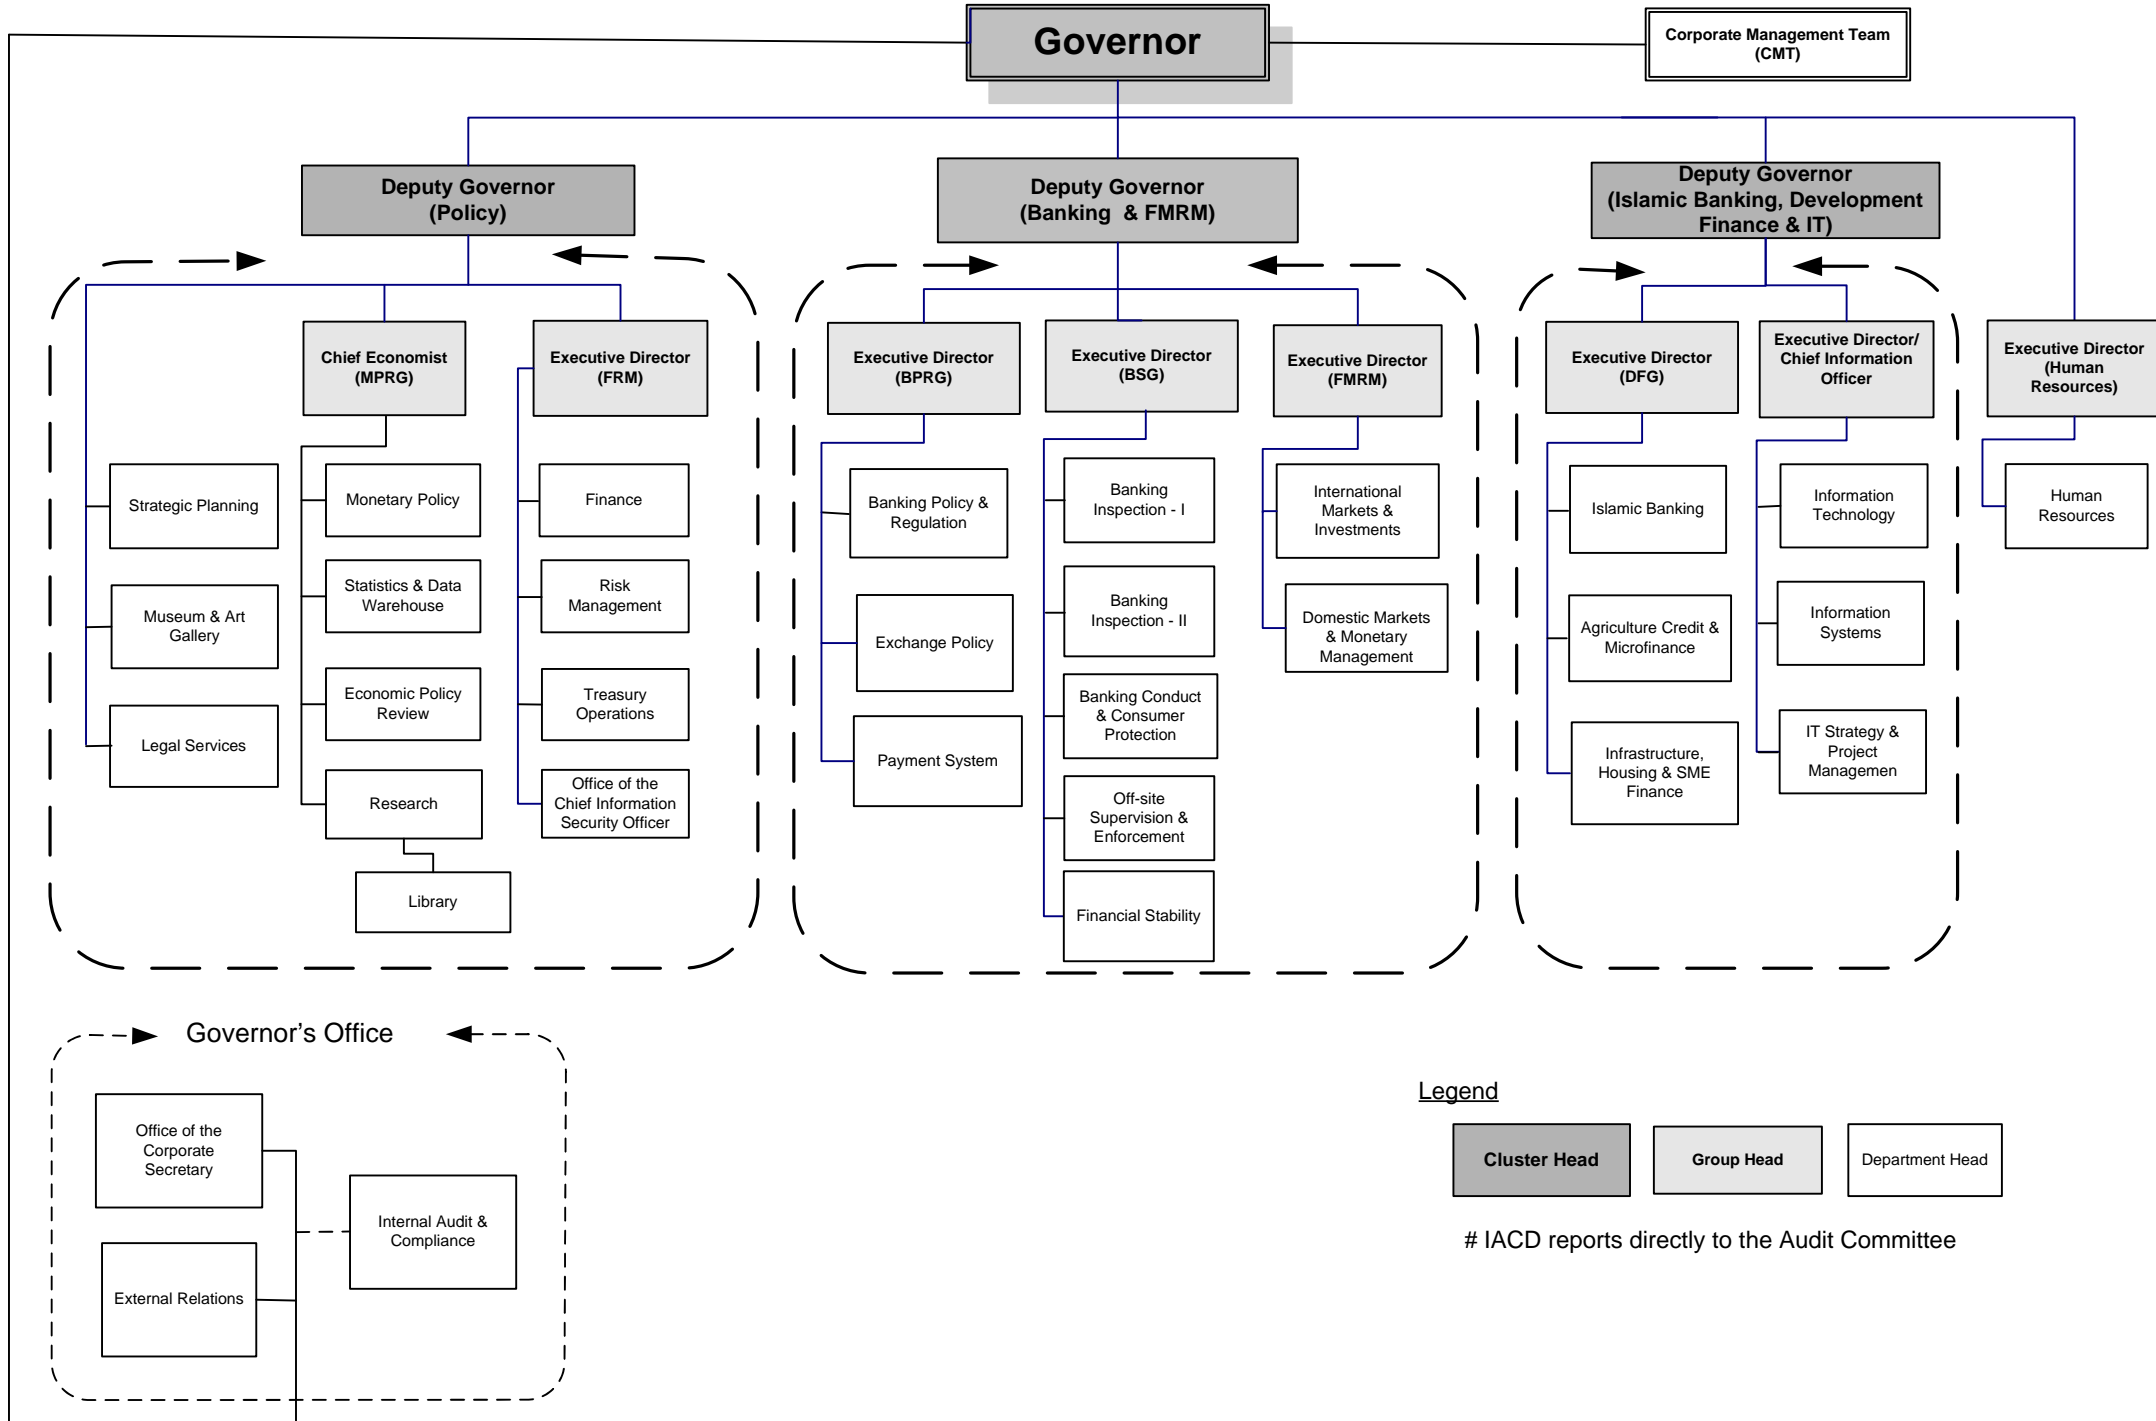 Governor
Corporate Management Team
(CMT)
Deputy Governor
(Policy)
Deputy Governor
(Banking & FMRM)
Deputy Governor
(Islamic Banking, Development
Finance & IT)
Chief Economist
(MPRG)
Executive Director
(FRM)
Executive Director
(BPRG)
Executive Director
(BSG)
Executive Director
(FMRM)
Executive Director
(DFG)
Executive Director/
Chief Information
Officer
Executive Director
(Human
Resources)
Strategic Planning
Museum & Art
Gallery
Legal Services
Monetary Policy
Statistics & Data
Warehouse
Economic Policy
Review
Research
Library
Finance
Risk
Management
Treasury
Operations
Office of the
Chief Information
Security Officer
Banking Policy &
Regulation
Exchange Policy
Payment System
Banking
Inspection - I
Banking
Inspection - II
Banking Conduct
& Consumer
Protection
Off-site
Supervision &
Enforcement
Financial Stability
International
Markets &
Investments
Domestic Markets
& Monetary
Management
Islamic Banking
Agriculture Credit &
Microfinance
Infrastructure,
Housing & SME
Finance
Information
Technology
Information
Systems
IT Strategy &
Project
Managemen
Human
Resources
Governor's Office
Office of the
Corporate
Secretary
Internal Audit &
Compliance
External Relations
Legend
Cluster Head
Group Head
Department Head
# IACD reports directly to the Audit Committee